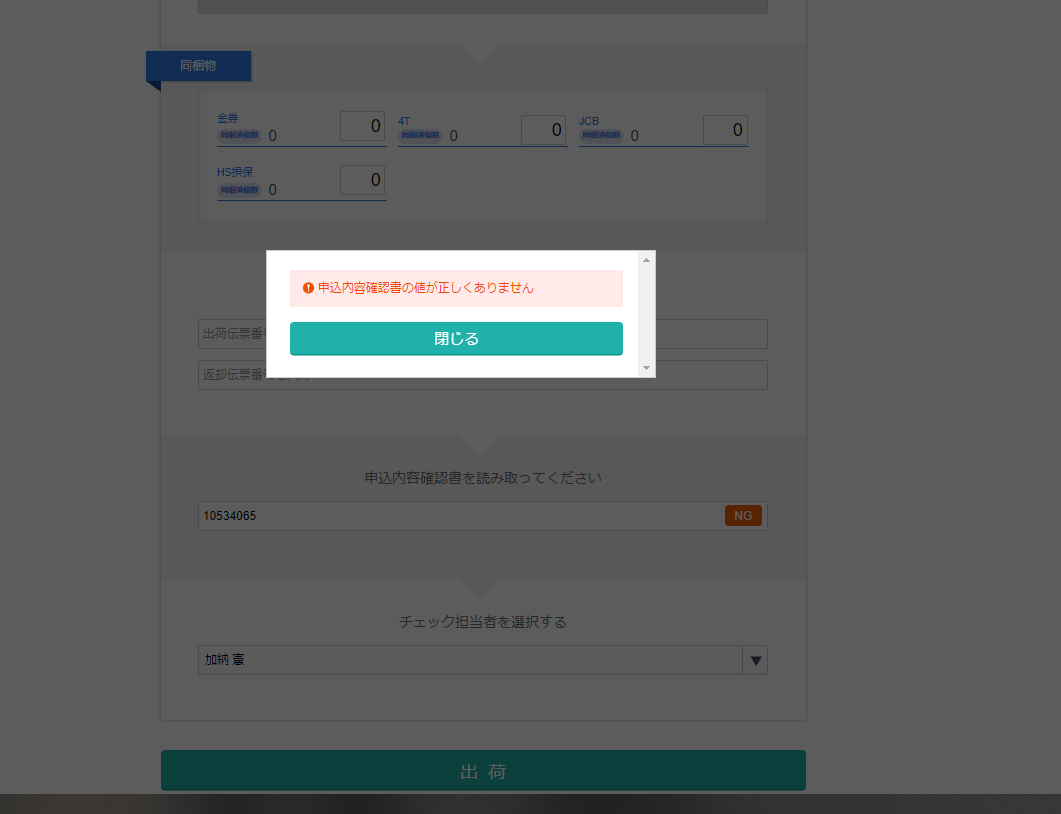 同梱物
金券
同梱済個数 0
0
4T
同梱済個数 0
0
JCB
同梱済個数 0
0
HS損保
同梱済個数 0
0
申込内容確認書の値が正しくありません
閉じる
出荷伝票番
返却伝票番
申込内容確認書を読み取ってください
10534065
NG
チェック担当者を選択する
加納 憲
出 荷